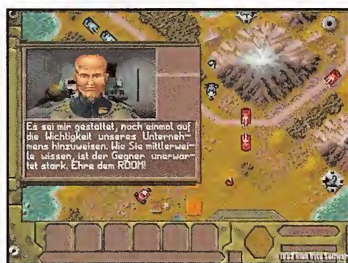 Es sei mir gestattet, noch einmal auf
die Wichtigkeit unseres Unterneh-
mens hinzuweisen. Wie Sie mittlerwei-
le wissen, ist der Gegner unerwar-
tet stark. Ehre dem ROOM!